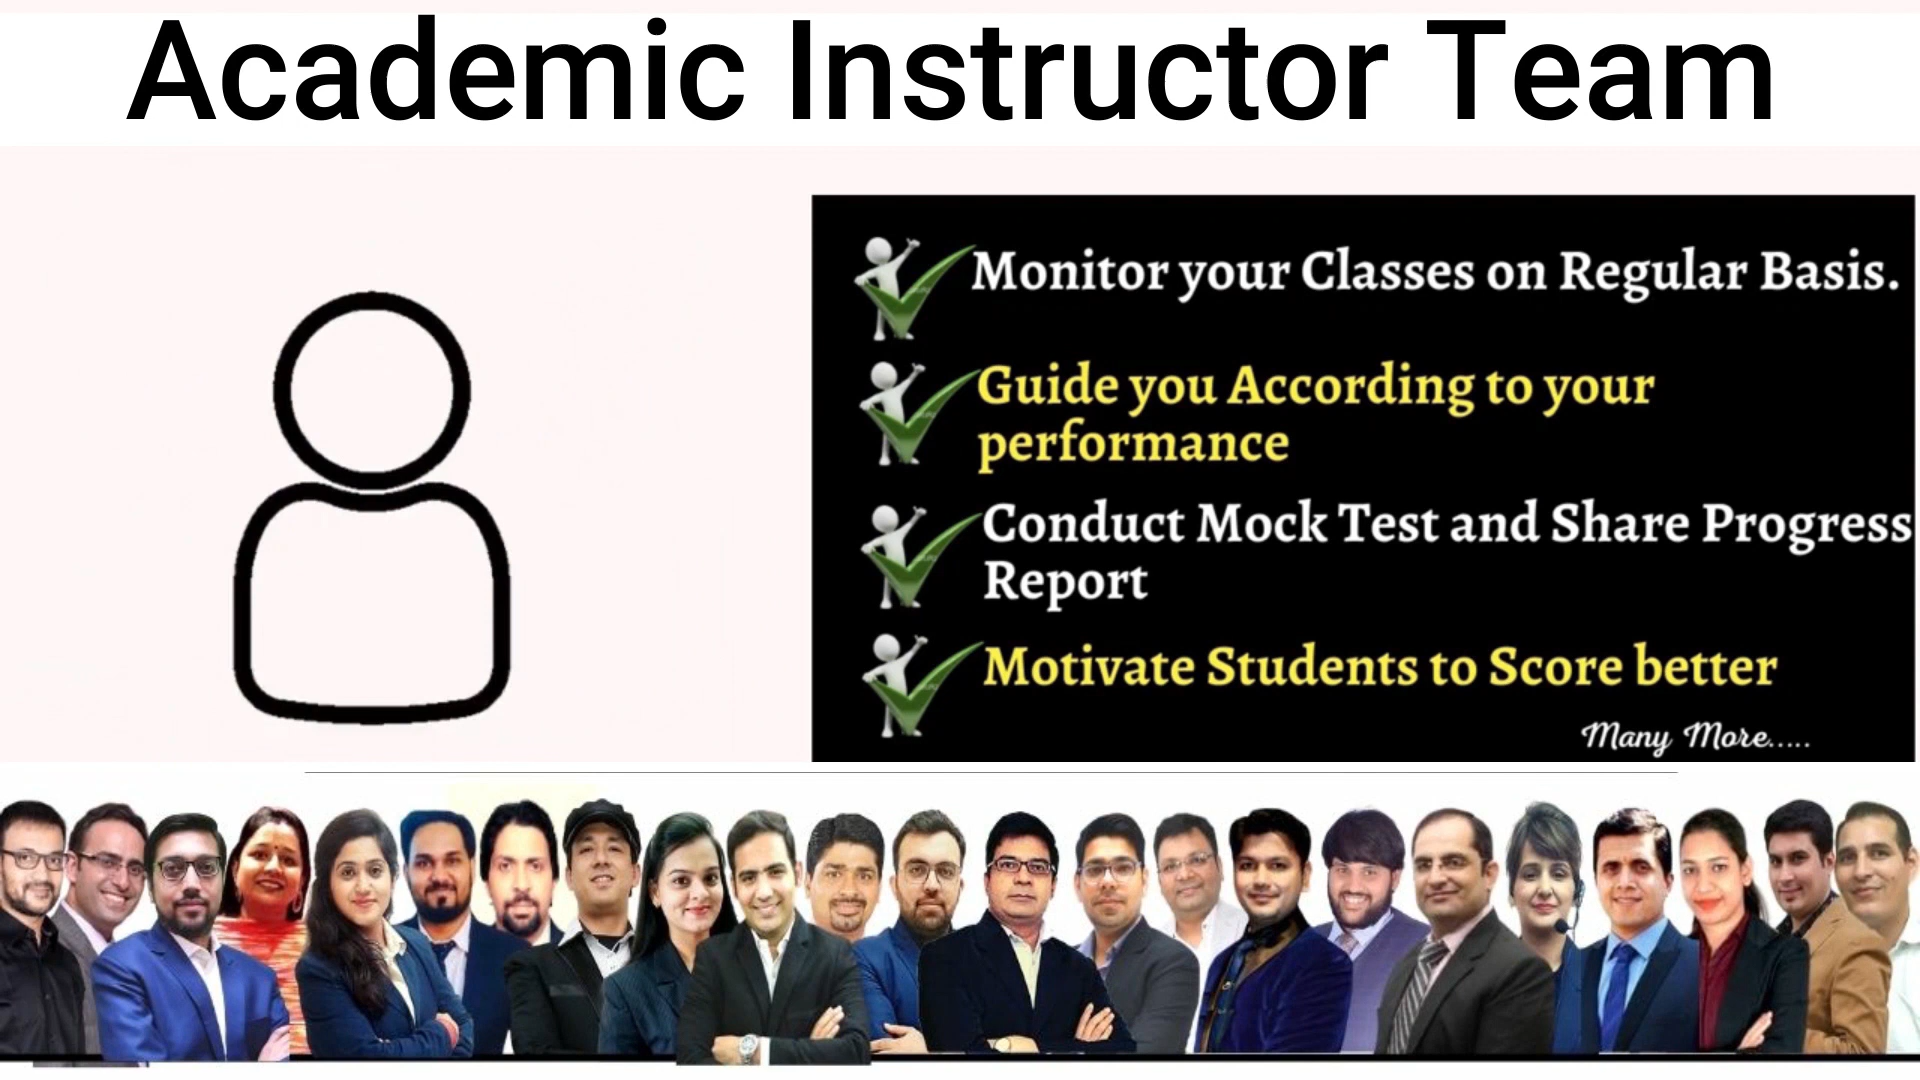 Academic Instructor Team
Monitor your Classes on Regular Basis.
Guide you According to your
performance
Conduct Mock Test and Share Progress
Report
Motivate Students to Score better
Many More.....